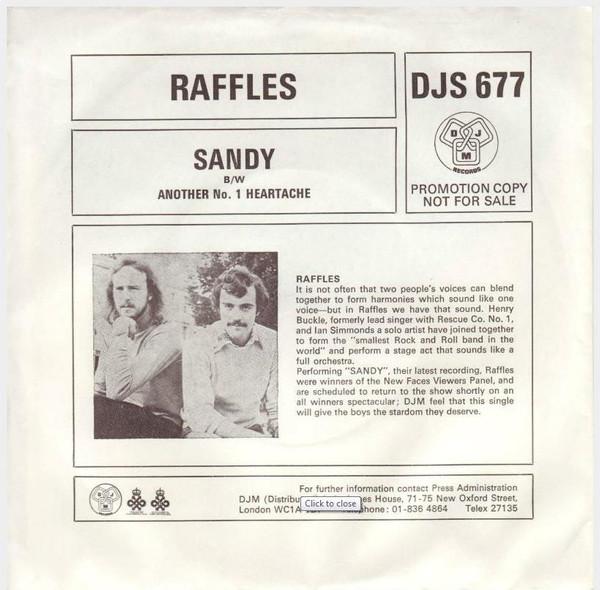 RAFFLES
DJS 677
SANDY
B/W
ANOTHER No. 1 HEARTACHE
D J
M
RECORDS
PROMOTION COPY
NOT FOR SALE
RAFFLES
It is not often that two people's voices can blend
together to form harmonies which sound like one
voice—but in Raffles we have that sound. Henry
Buckle, formerly lead singer with Rescue Co. No. 1,
and Ian Simmonds a solo artist have joined together
to form the "smallest Rock and Roll band in the
world" and perform a stage act that sounds like a
full orchestra.
Performing "SANDY", their latest recording, Raffles
were winners of the New Faces Viewers Panel, and
are scheduled to return to the show shortly on an
all winners spectacular; DJM feel that this single
will give the boys the stardom they deserve.
For further information contact Press Administration
DJM House, 71-75 New Oxford Street,
London : 01-836 4864 Telex 27135
Click to close